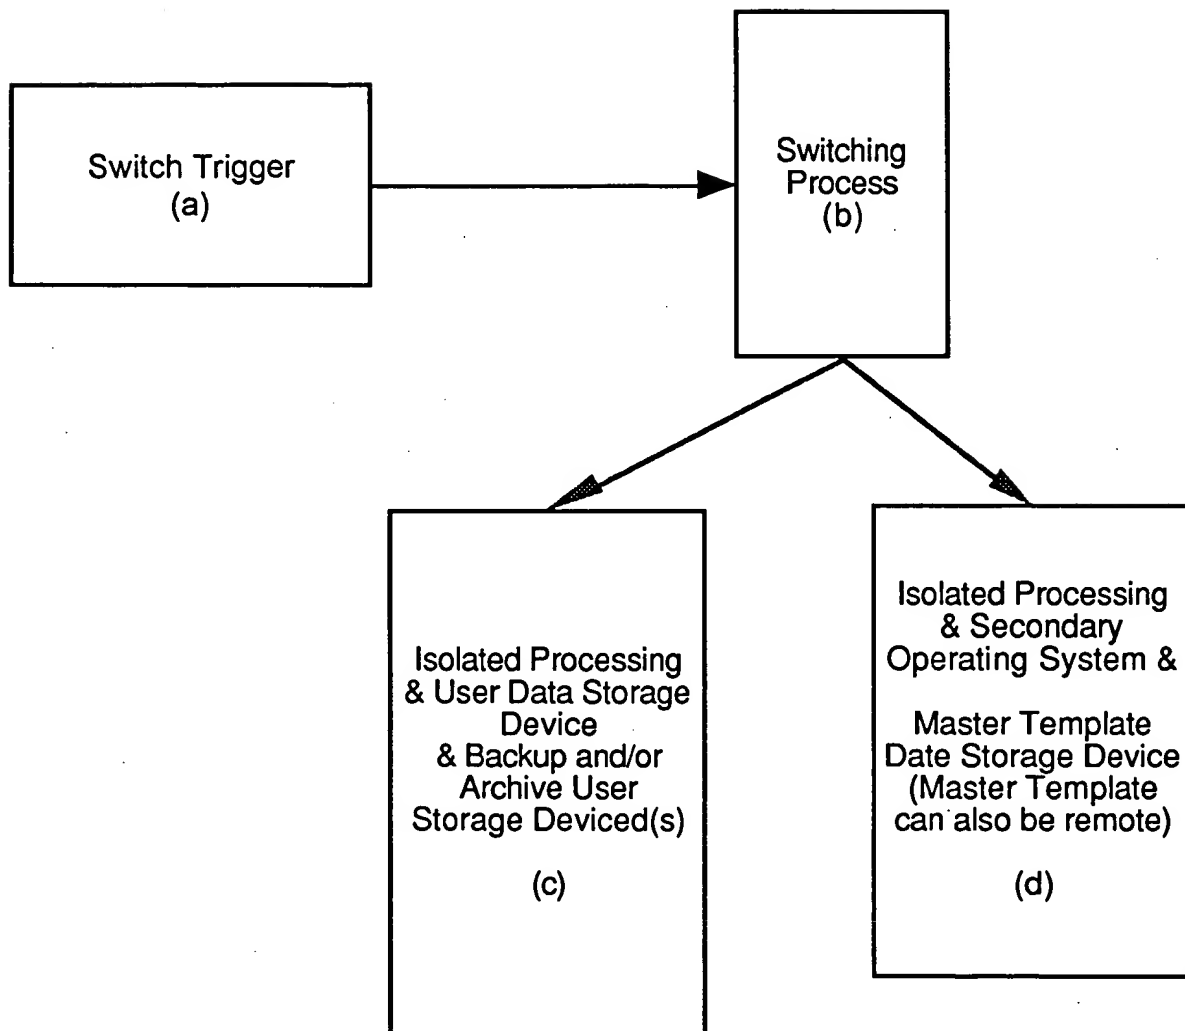 Switch Trigger
(a)
Switching
Process
(b)
Isolated Processing
& User Data Storage
Device
& Backup and/or
Archive User
Storage Deviced(s)
(c)
Isolated Processing
& Secondary
Operating System &
Master Template
Date Storage Device
(Master Template
can also be remote)
(d)